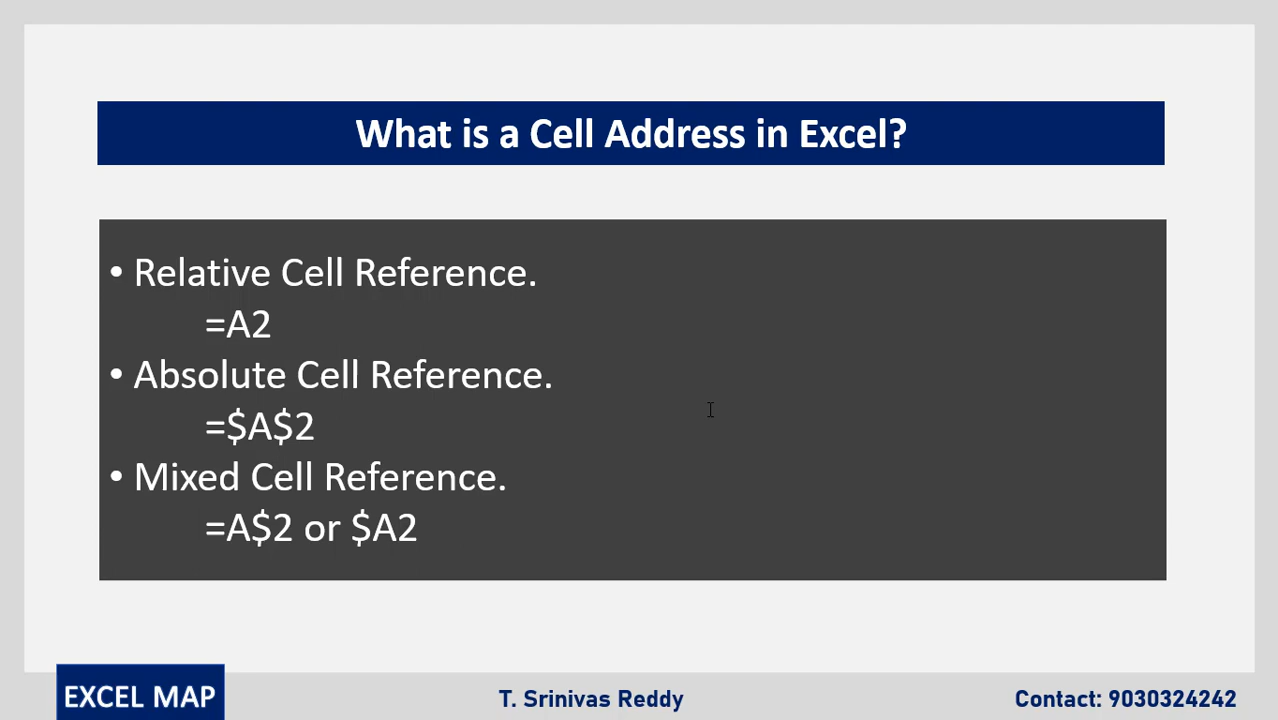 What is a Cell Address in Excel?
• Relative Cell Reference.
=A2
• Absolute Cell Reference.
=$A$2
• Mixed Cell Reference.
=A$2 or $A2
EXCEL MAP
T. Srinivas Reddy
Contact: 9030324242